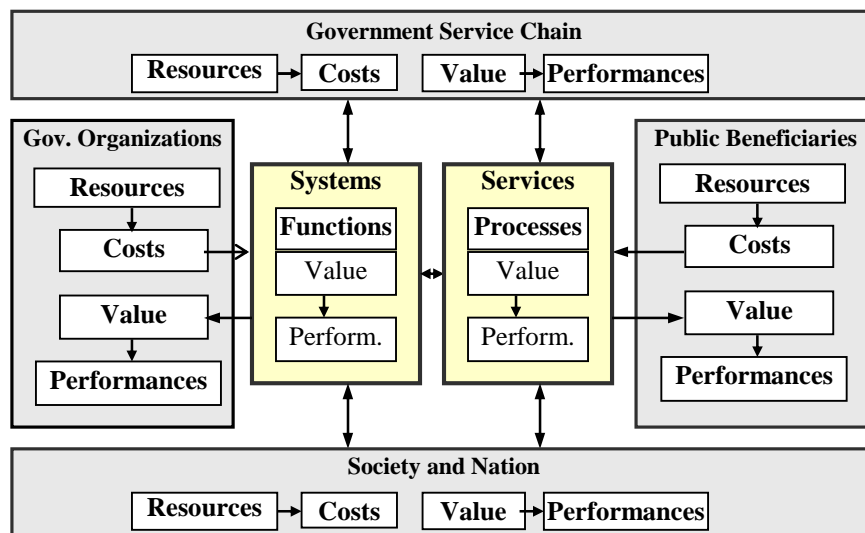 Government Service Chain
Resources Costs Value Performances
Gov. Organizations
Resources
Costs
Value
Performances
Systems
Functions
Value
Perform.
Services
Processes
Value
Perform.
Public Beneficiaries
Resources
Costs
Value
Performances
Society and Nation
Resources Costs Value Performances